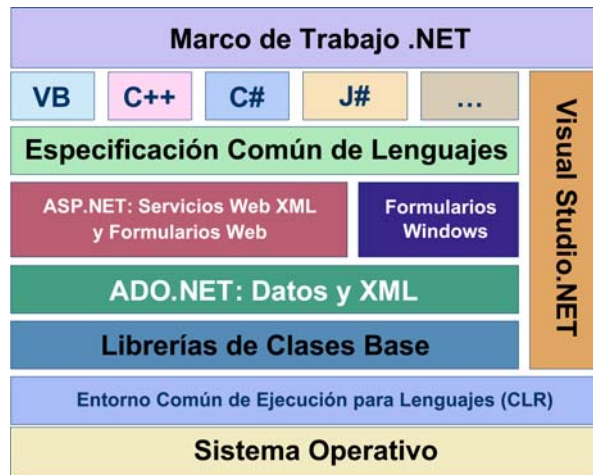 Marco de Trabajo .NET
VB
C++
C#
J#
...
Visual Studio.NET
Especificación Común de Lenguajes
ASP.NET: Servicios Web XML
y Formularios Web
Formularios
Windows
ADO.NET: Datos y XML
Librerías de Clases Base
Entorno Común de Ejecución para Lenguajes (CLR)
Sistema Operativo